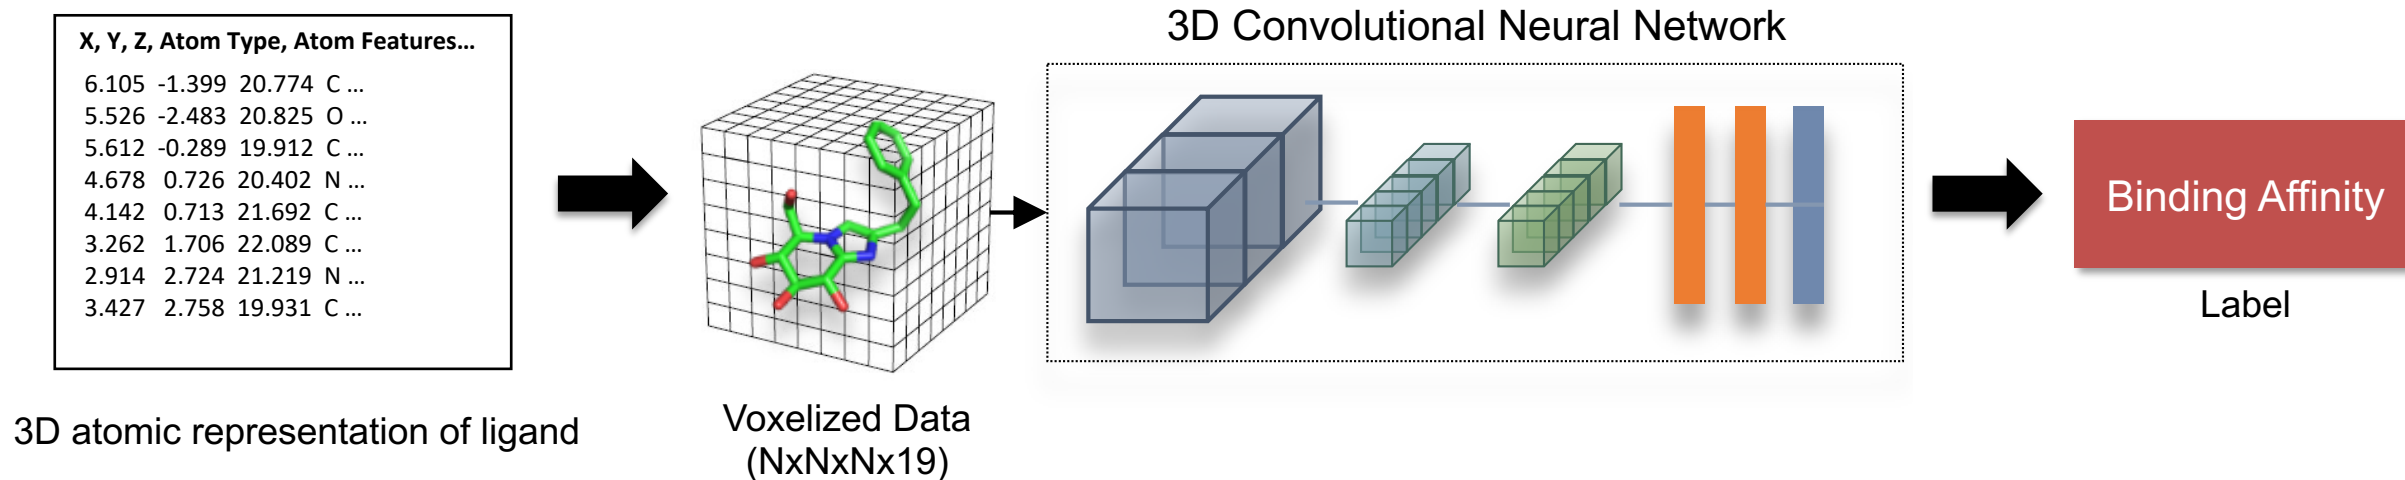 X, Y, Z, Atom Type, Atom Features…
6.105 -1.399 20.774 C …
5.526 -2.483 20.825 O …
5.612 -0.289 19.912 C …
4.678 0.726 20.402 N …
4.142 0.713 21.692 C …
3.262 1.706 22.089 C …
2.914 2.724 21.219 N …
3.427 2.758 19.931 C …
3D atomic representation of ligand
Voxelized Data
(NxNxNx19)
3D Convolutional Neural Network
Binding Affinity
Label